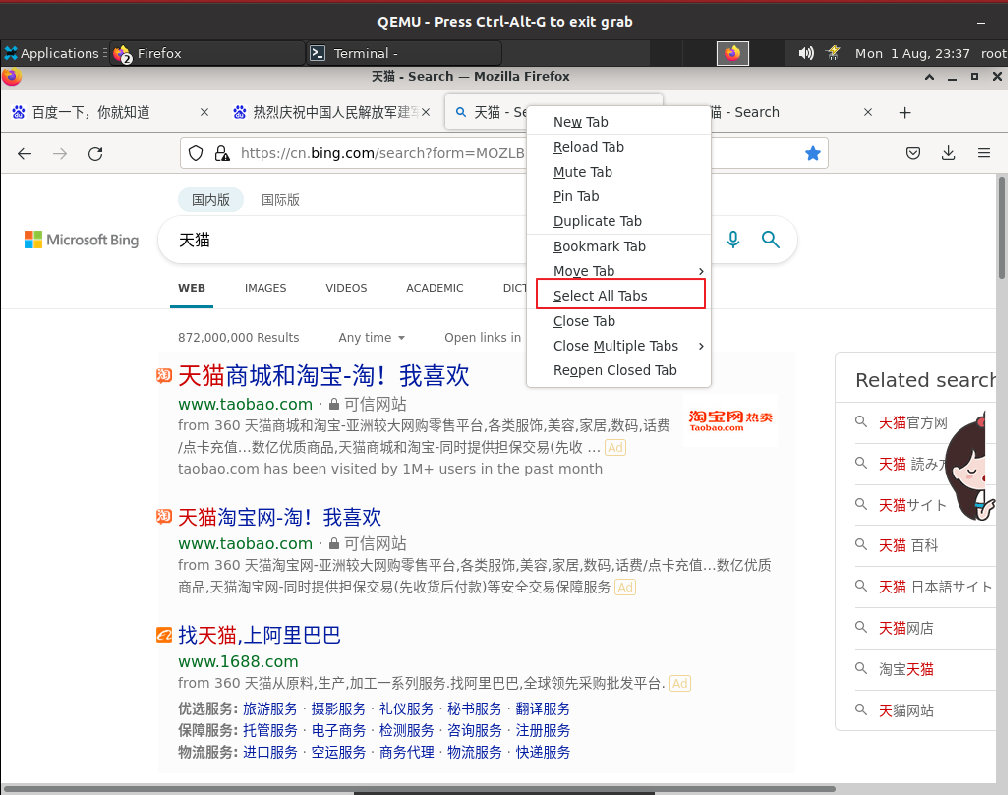 QEMU - Press Ctrl-Alt-G to exit grab
Applications
2 Firefox
Terminal -
Mon 1 Aug, 23:37 root
天猫 - Search — Mozilla Firefox
百度一下，你就知道
热烈庆祝中国人民解放军建军
天猫 - Se
猫 - Search
https://cn.bing.com/search?form=MOZLB
New Tab
Reload Tab
Mute Tab
Pin Tab
Duplicate Tab
Bookmark Tab
Move Tab
Select All Tabs
Close Tab
Close Multiple Tabs
Reopen Closed Tab
国内版 国际版
Microsoft Bing
天猫
WEB IMAGES VIDEOS ACADEMIC DICT
872,000,000 Results Any time Open links in
淘 天猫商城和淘宝-淘！我喜欢
www.taobao.com · 可信网站
from 360 天猫商城和淘宝-亚洲较大网购零售平台,各类服饰,美容,家居,数码,话费
/点卡充值…数亿优质商品,天猫商城和淘宝-同时提供担保交易(先收 … Ad
taobao.com has been visited by 1M+ users in the past month
淘宝网热卖
Taobao.com
淘 天猫淘宝网-淘！我喜欢
www.taobao.com · 可信网站
from 360 天猫淘宝网-亚洲较大网购零售平台,各类服饰,美容,家居,数码,话费/点卡充值…数亿优质
商品,天猫淘宝网-同时提供担保交易(先收货后付款)等安全交易保障服务 Ad
找天猫,上阿里巴巴
www.1688.com
from 360 天猫从原料,生产,加工一系列服务.找阿里巴巴,全球领先采购批发平台. Ad
优选服务: 旅游服务 · 摄影服务 · 礼仪服务 · 秘书服务 · 翻译服务
保障服务: 托管服务 · 电子商务 · 检测服务 · 咨询服务 · 注册服务
物流服务: 进口服务 · 空运服务 · 商务代理 · 物流服务 · 快递服务
Related search
天猫官方网
天猫 読み方
天猫サイト
天猫 百科
天猫 日本語サイト
天猫网店
淘宝天猫
天貓网站